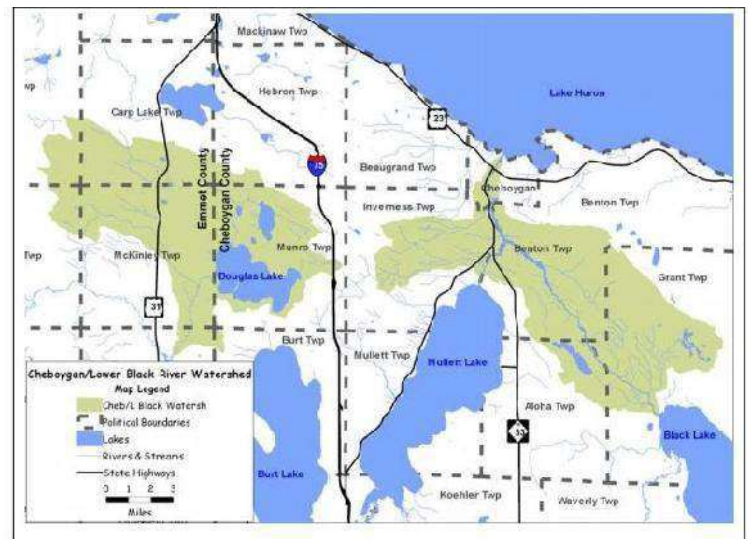 Mackinaw Twp
Hebron Twp
Lake Huron
wp
Carp Lake Twp
23
75
Beaugrand Twp
Emmet County
Cheboygan County
Cheboygan
Inverness Twp
Benton Twp
Twp
McKinley Twp
Munro Twp
Benton Twp
Douglas Lake
Grant Twp
31
Burt Twp
Mullett Twp
Mullett Lake
Cheboygan/Lower Black River Watershed
Map Legend
Cheb/L Black Watersh
Political Boundaries
Lakes
Rivers & Streams
State Highways
0 1 2 3
Miles
Aloha Twp
33
Black Lake
Burt Lake
Koehler Twp
Waverly Twp